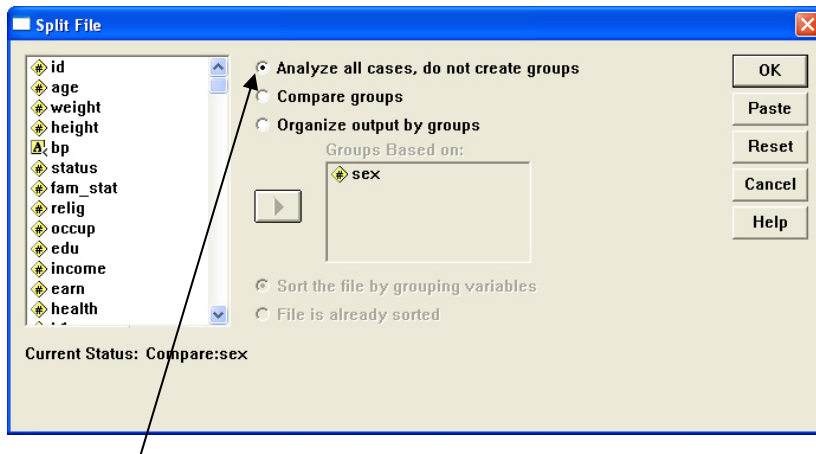 Split File
id
age
weight
height
bp
status
fam_stat
relig
occup
edu
income
earn
health
Analyze all cases, do not create groups
Compare groups
Organize output by groups
Groups Based on:
sex
Sort the file by grouping variables
File is already sorted
OK
Paste
Reset
Cancel
Help
Current Status: Compare:sex